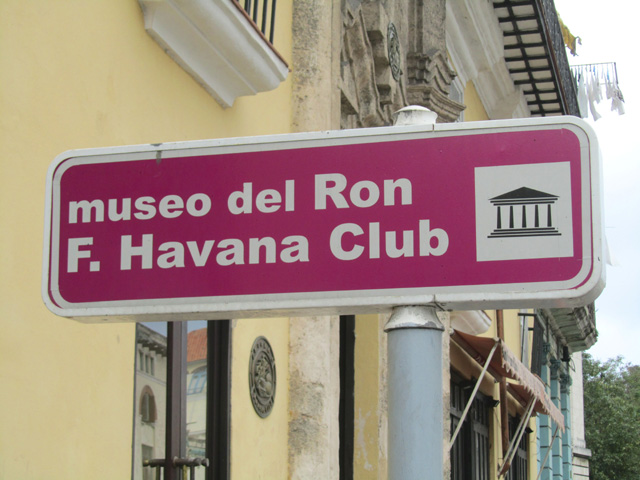 museo del Ron
F. Havana Club